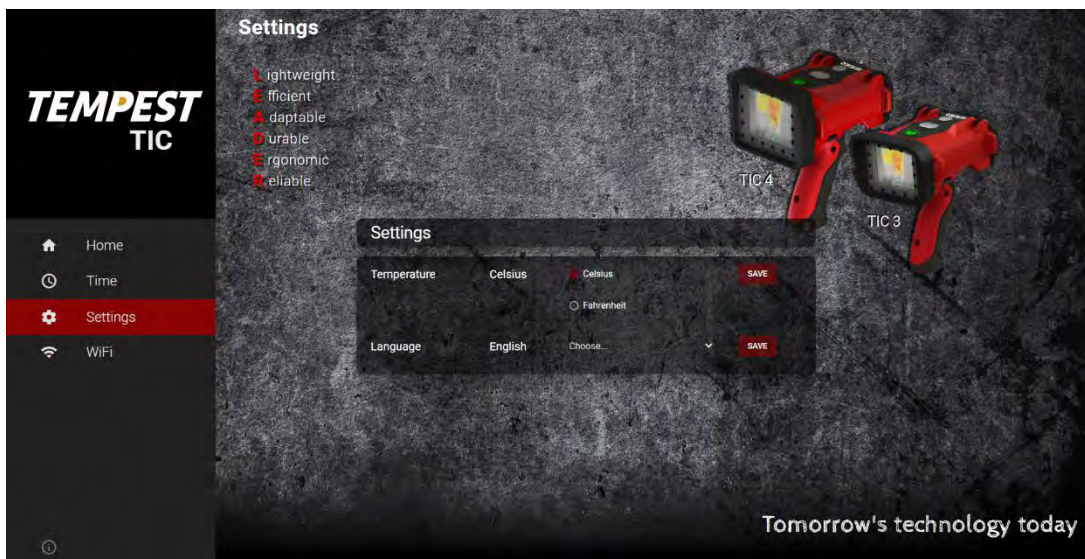 TEMPEST
TIC
Home
Time
Settings
WiFi
Settings
Lightweight
Efficient
Adaptable
Durable
Ergonomic
Reliable
TIC 4
TIC 3
Settings
Temperature Celsius Celsius SAVE
Fahrenheit
Language English Choose... SAVE
Tomorrow's technology today